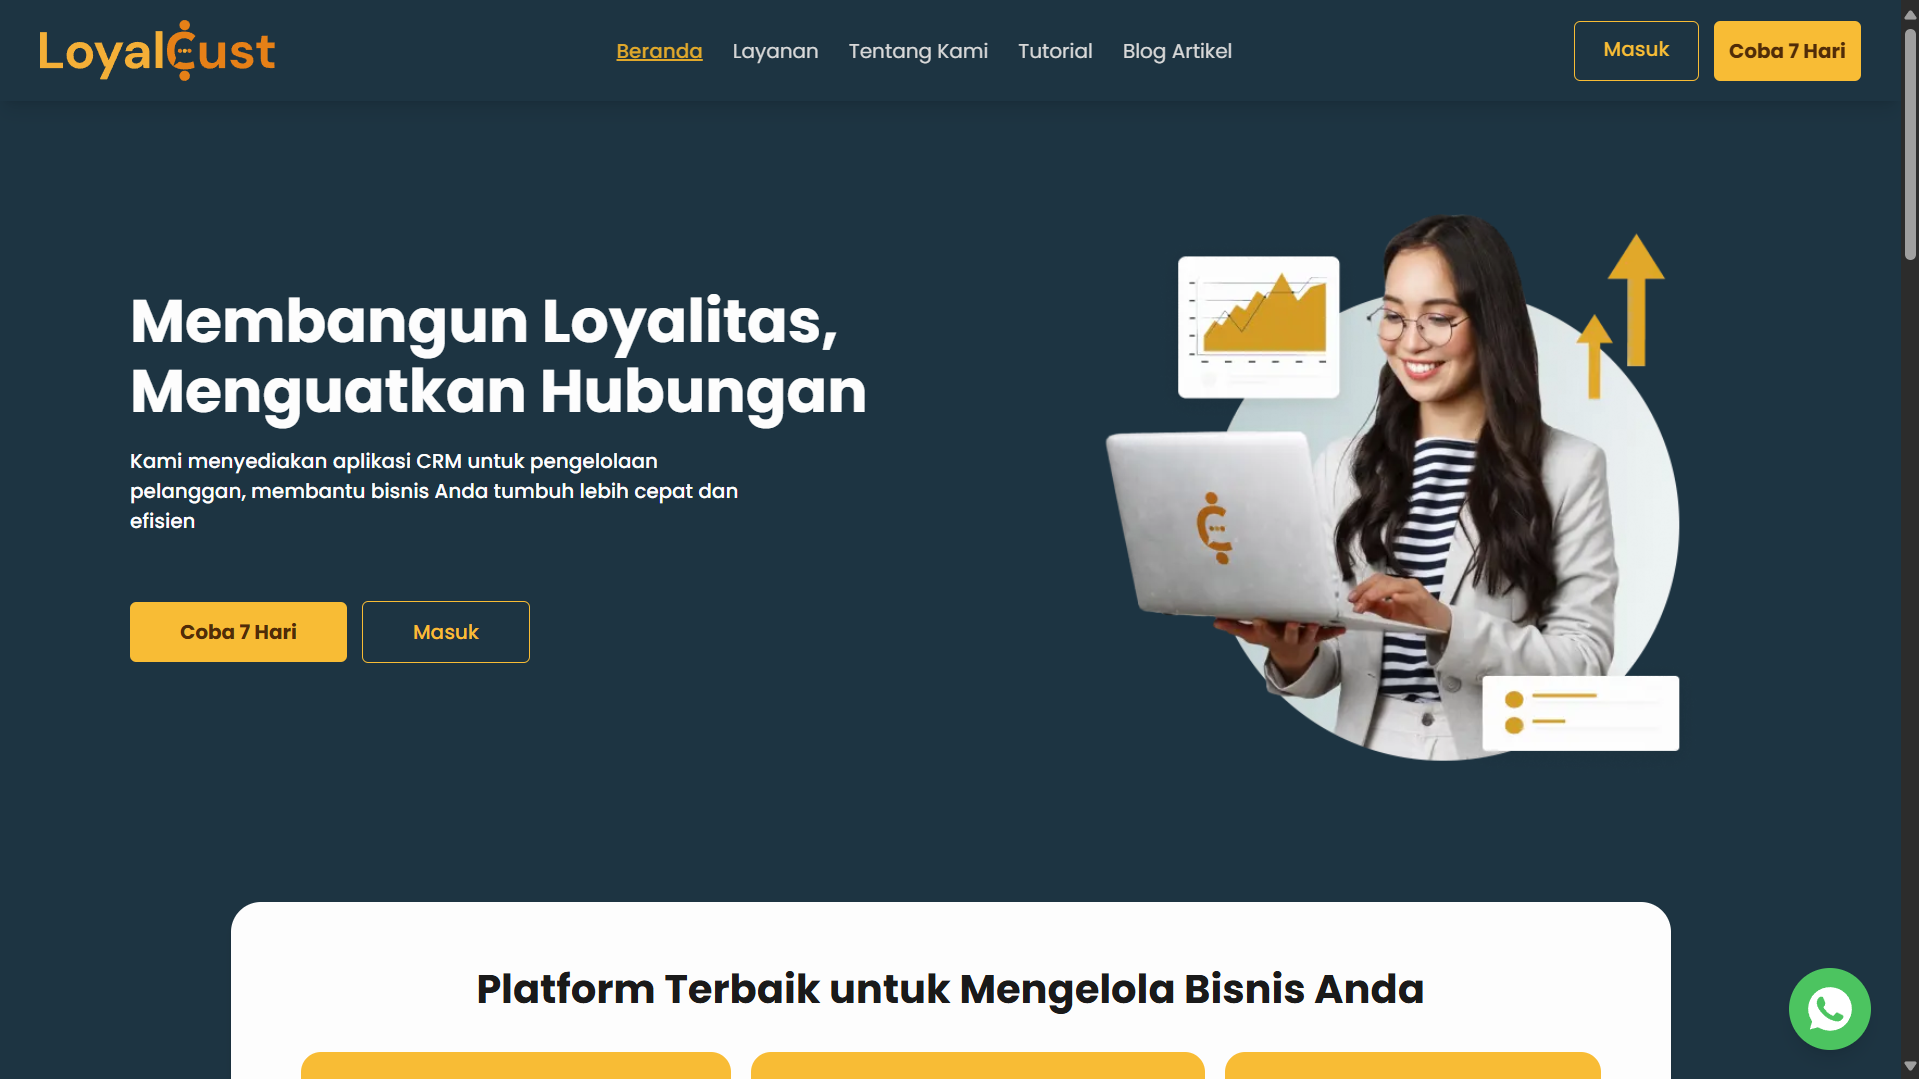 LoyalCust
Beranda
Layanan
Tentang Kami
Tutorial
Blog Artikel
Masuk
Coba 7 Hari
Membangun Loyalitas,
Menguatkan Hubungan
Kami menyediakan aplikasi CRM untuk pengelolaan
pelanggan, membantu bisnis Anda tumbuh lebih cepat dan
efisien
Coba 7 Hari
Masuk
Platform Terbaik untuk Mengelola Bisnis Anda